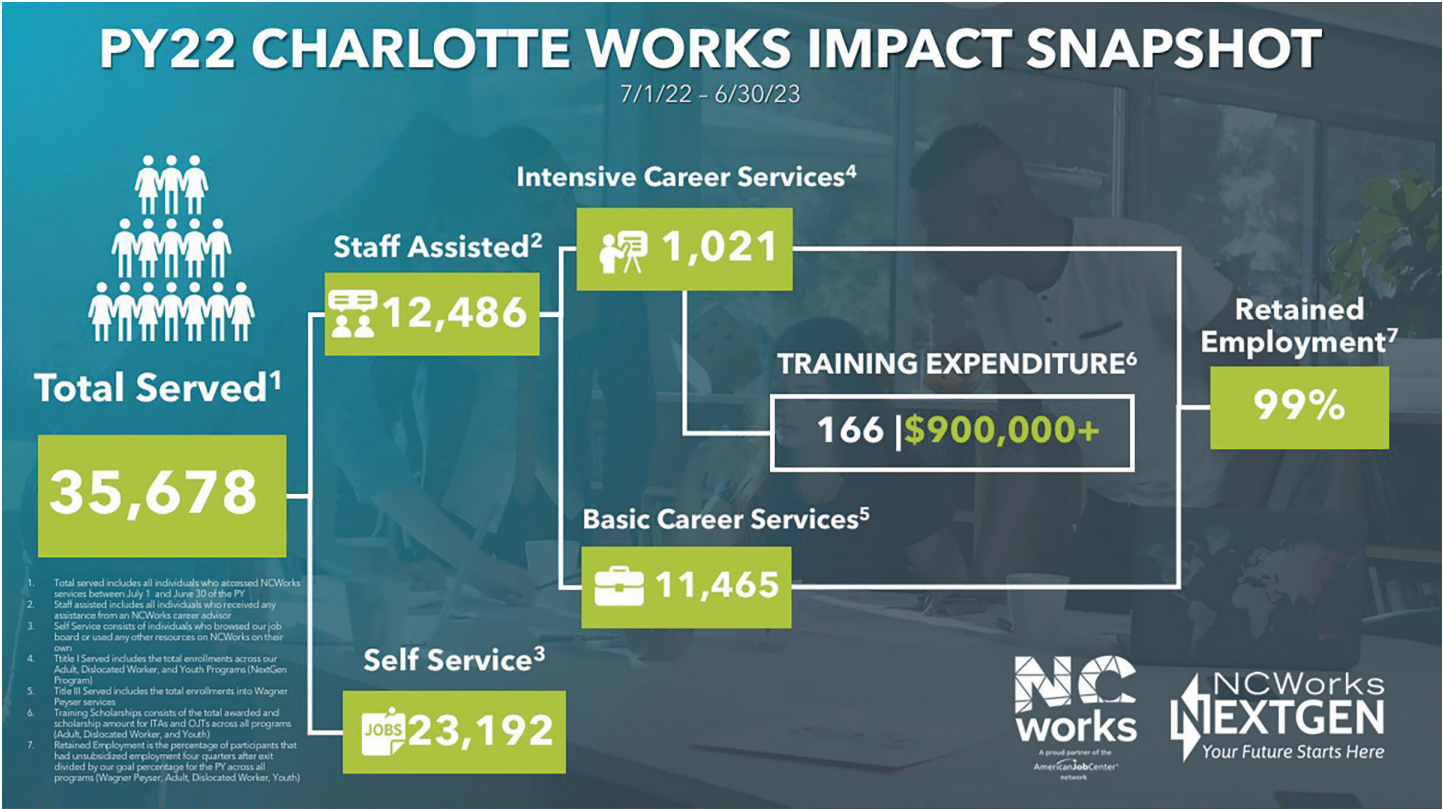 PY22 CHARLOTTE WORKS IMPACT SNAPSHOT
7/1/22 – 6/30/23
Total Served1
35,678
Staff Assisted2
12,486
Intensive Career Services4
1,021
TRAINING EXPENDITURE6
166 |$900,000+
Basic Career Services5
11,465
Retained
Employment7
99%
Self Service3
JOBS 23,192
1. Total served includes all individuals who accessed NCWorks
services between July 1 and June 30 of the PY
2. Staff assisted includes all individuals who received any
assistance from an NCWorks career advisor
3. Self Service consists of individuals who browsed our job
board or used any other resources on NCWorks on their
own
4. Ttitle I Served includes the total enrollments across our
Adult, Dislocated Worker, and Youth Programs (NextGen
Program)
5. Title III Served includes the total enrollments into Wagner
Peyser services
6. Training Scholarships consists of the total awarded and
scholarship amount for ITAs and OJTs across all programs
(Adult, Dislocated Worker, and Youth)
7. Retained Employment is the percentage of participants that
had unsubsidized employment four quarters after exit
divided by our goal percentage for the PY across all
programs (Wagner Peyser, Adult, Dislocated Worker, Youth)
NC
works
A proud partner of the
AmericanJobCenter
network
NCWorks
NEXTGEN
Your Future Starts Here